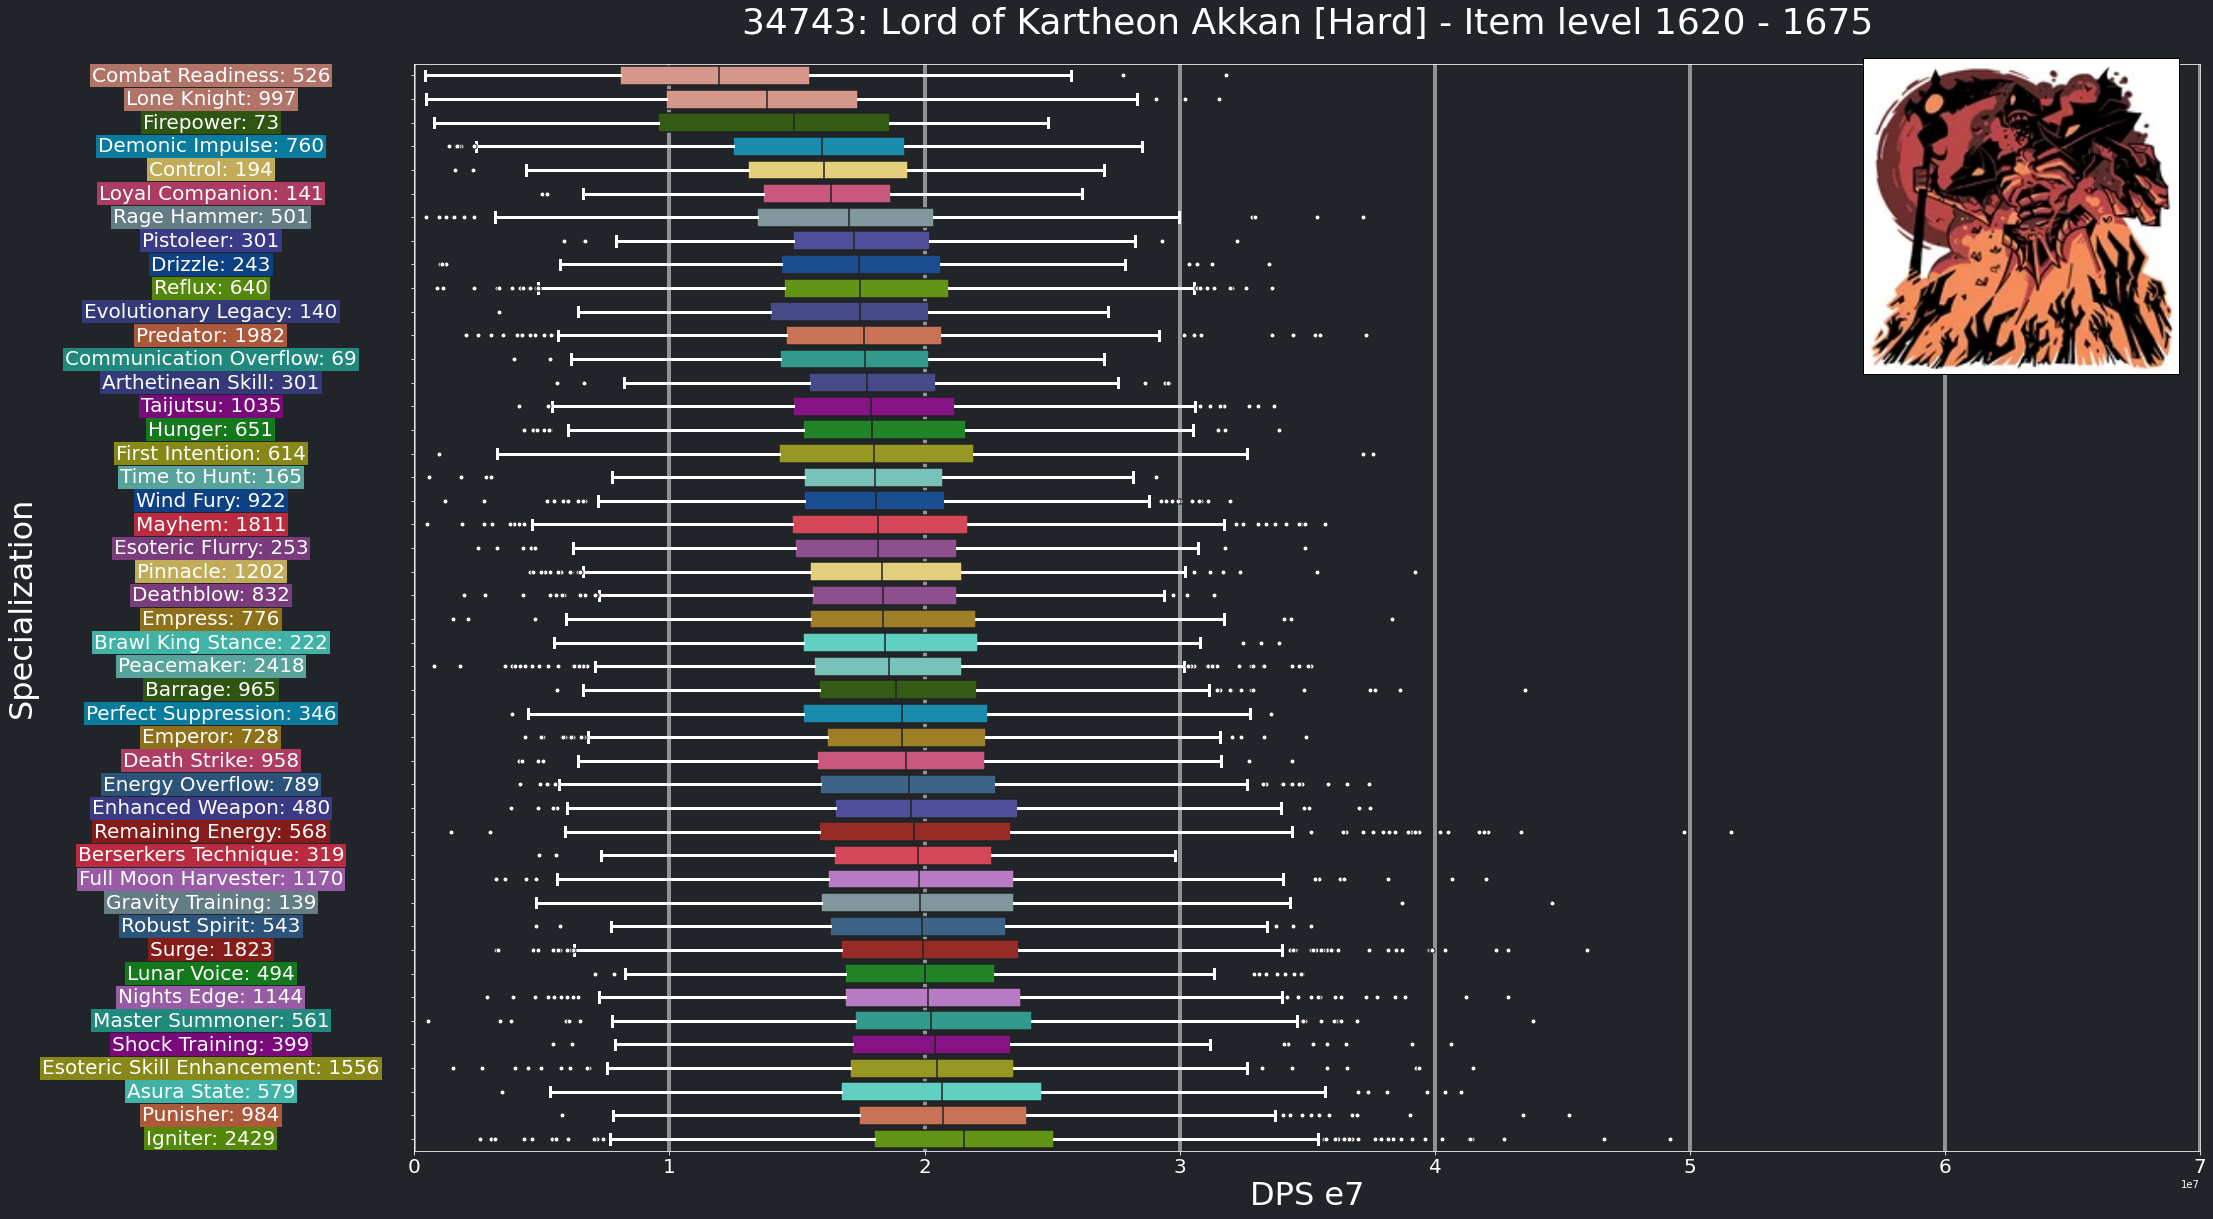 34743: Lord of Kartheon Akkan [Hard] - Item level 1620 - 1675
Specialization
Combat Readiness: 526
Lone Knight: 997
Firepower: 73
Demonic Impulse: 760
Control: 194
Loyal Companion: 141
Rage Hammer: 501
Pistoleer: 301
Drizzle: 243
Reflux: 640
Evolutionary Legacy: 140
Predator: 1982
Communication Overflow: 69
Arthetinean Skill: 301
Taijutsu: 1035
Hunger: 651
First Intention: 614
Time to Hunt: 165
Wind Fury: 922
Mayhem: 1811
Esoteric Flurry: 253
Pinnacle: 1202
Deathblow: 832
Empress: 776
Brawl King Stance: 222
Peacemaker: 2418
Barrage: 965
Perfect Suppression: 346
Emperor: 728
Death Strike: 958
Energy Overflow: 789
Enhanced Weapon: 480
Remaining Energy: 568
Berserkers Technique: 319
Full Moon Harvester: 1170
Gravity Training: 139
Robust Spirit: 543
Surge: 1823
Lunar Voice: 494
Nights Edge: 1144
Master Summoner: 561
Shock Training: 399
Esoteric Skill Enhancement: 1556
Asura State: 579
Punisher: 984
Igniter: 2429
0 1 2 3 4 5 6 7
DPS e7
1e7